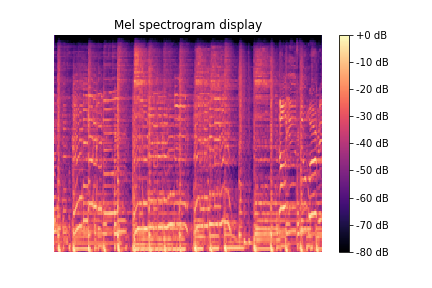 Mel spectrogram display
+0 dB
-10 dB
-20 dB
-30 dB
-40 dB
-50 dB
-60 dB
-70 dB
-80 dB